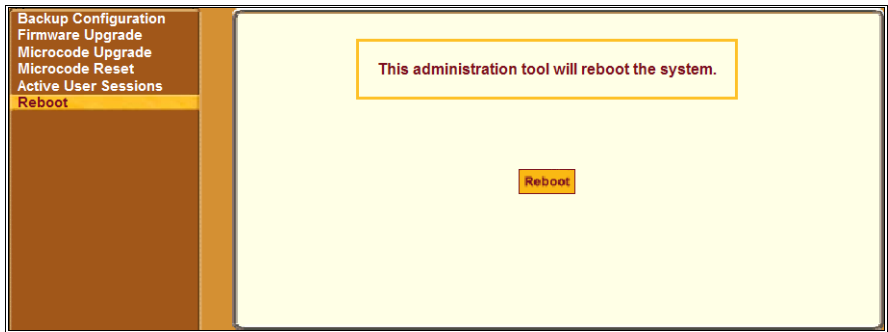 Backup Configuration
Firmware Upgrade
Microcode Upgrade
Microcode Reset
Active User Sessions
Reboot
This administration tool will reboot the system.
Reboot